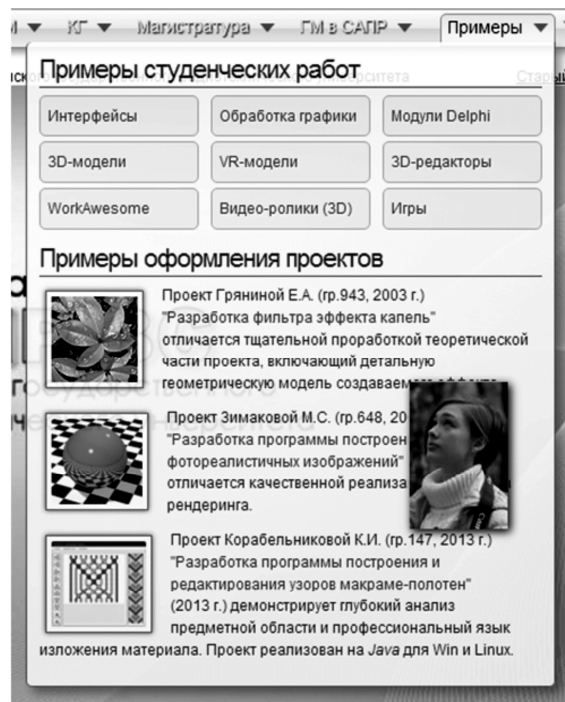 КГ Магистратура ГМ в САПР Примеры
Примеры студенческих работ
Интерфейсы Обработка графики Модули Delphi
3D-модели VR-модели 3D-редакторы
WorkAwesome Видео-ролики (3D) Игры
Примеры оформления проектов
Проект Гряниной Е.А. (гр.943, 2003 г.)
"Разработка фильтра эффекта капель"
отличается тщательной проработкой теоретической
части проекта, включающий детальную
геометрическую модель создаваемого эффекта
Проект Зимаковой М.С. (гр.648, 20
"Разработка программы построен
фотореалистичных изображений"
отличается качественной реализа
рендеринга.
Проект Корабельниковой К.И. (гр.147, 2013 г.)
"Разработка программы построения и
редактирования узоров макраме-полотен"
(2013 г.) демонстрирует глубокий анализ
предметной области и профессиональный язык
изложения материала. Проект реализован на Java для Win и Linux.